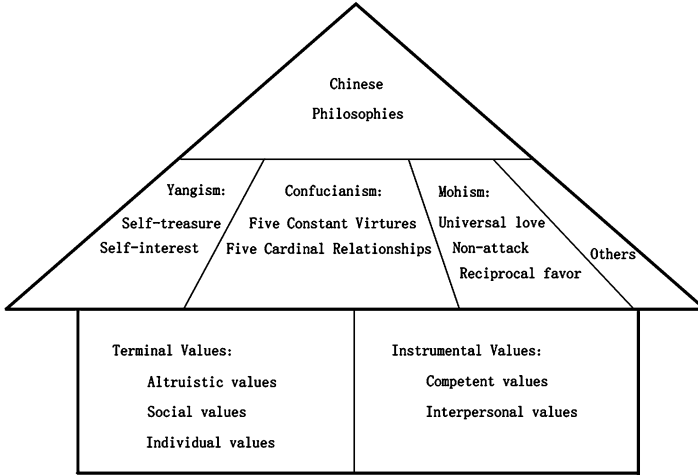 Chinese
Philosophies
Yangism:
Self-treasure
Self-interest
Confucianism:
Five Constant Virtures
Five Cardinal Relationships
Mohism:
Universal love
Non-attack
Reciprocal favor
Others
Terminal Values:
Altruistic values
Social values
Individual values
Instrumental Values:
Competent values
Interpersonal values